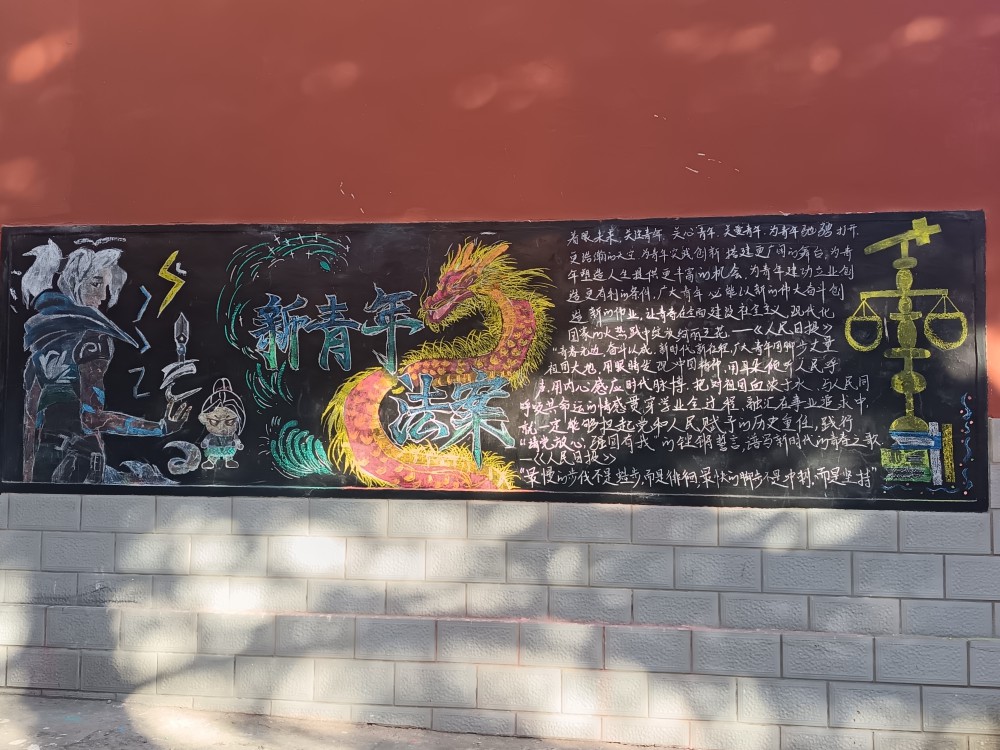 新青年
法案
着眼未来、关注青年、关心青年、关爱青年,为青年驰骋打开
更浩瀚的天空,为青年实践创新搭建更广阔的舞台,为青
年塑造人生提供更丰富的机会,为青年建功立业创
造更有利的条件,广大青年必能以新的伟大奋斗创
造新的伟业,让青春在全面建设社会主义现代化
国家的火热实践中绽放绚丽之花。——《人民日报》
"青春无边,奋斗以成。新时代新征程,广大青年用脚步丈量
祖国大地,用眼睛发现中国精神,用耳朵倾听人民呼
声,用内心感应时代脉搏,把对祖国血浓于水、与人民同
呼吸共命运的情感贯穿学业全过程、融汇在事业追求中,
就一定能够担起党和人民赋予的历史重任,践行
"请党放心,强国有我"的铿锵誓言,谱写新时代的青春之歌
——《人民日报》
"最慢的步伐不是跬步,而是徘徊,最快的脚步不是冲刺,而是坚持"